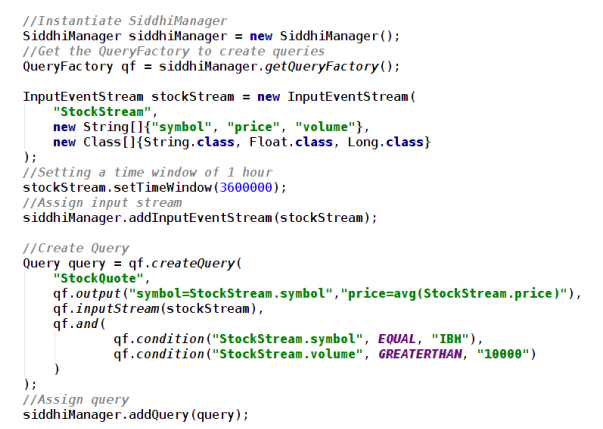 //Instantiate SiddhiManager
SiddhiManager siddhiManager = new SiddhiManager();
//Get the QueryFactory to create queries
QueryFactory qf = siddhiManager.getQueryFactory();

InputEventStream stockStream = new InputEventStream(
    "StockStream",
    new String[]{"symbol", "price", "volume"},
    new Class[]{String.class, Float.class, Long.class}
);
//Setting a time window of 1 hour
stockStream.setTimeWindow(3600000);
//Assign input stream
siddhiManager.addInputEventStream(stockStream);

//Create Query
Query query = qf.createQuery(
    "StockQuote",
    qf.output("symbol=StockStream.symbol","price=avg(StockStream.price)"),
    qf.inputStream(stockStream),
    qf.and(
            qf.condition("StockStream.symbol", EQUAL, "IBM"),
            qf.condition("StockStream.volume", GREATERTHAN, "10000")
    )
);
//Assign query
siddhiManager.addQuery(query);